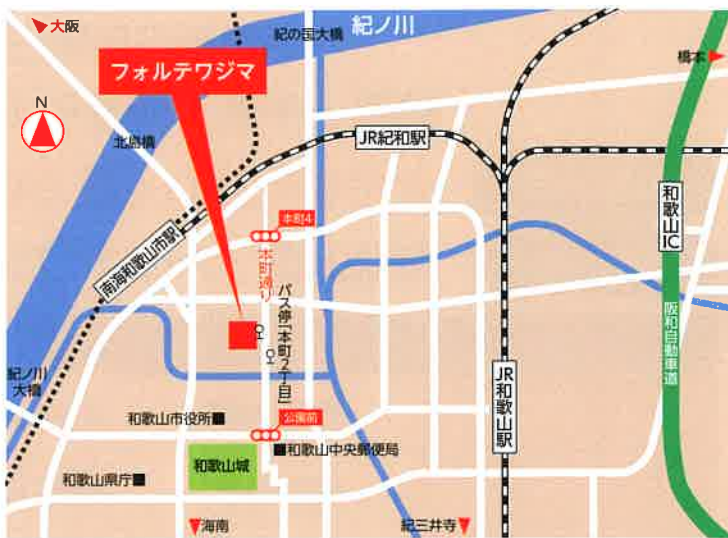 大阪
紀の国大橋
紀ノ川
橋本
フォルテワジマ
N
北島橋
JR紀和駅
和歌山IC
本町4
南海和歌山市駅
本町通り
バス停「本町2丁目」
阪和自動車道
紀ノ川
大橋
JR和歌山駅
和歌山市役所
公園前
和歌山中央郵便局
和歌山城
和歌山県庁
海南
紀三井寺